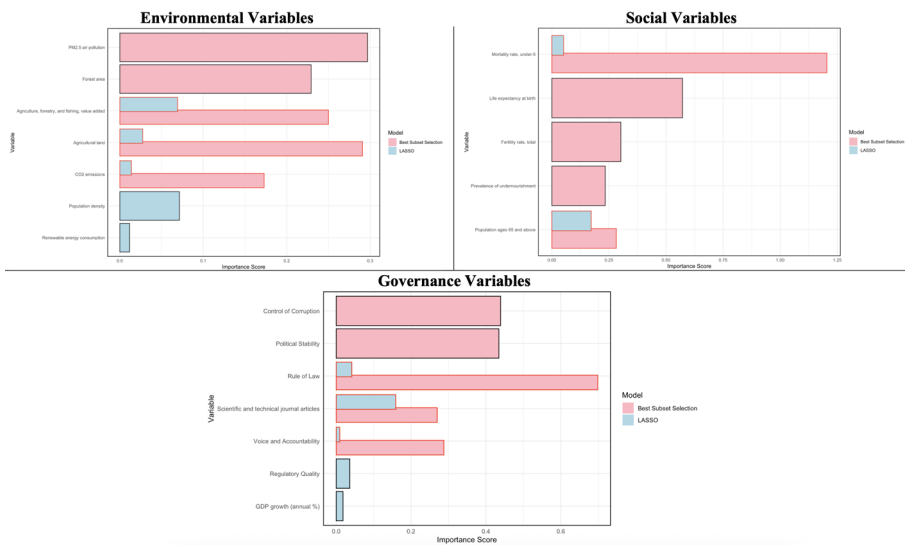 Environmental Variables
PM2.5 air pollution
Forest area
Agriculture, forestry, and fishing, value added
Agricultural land
CO2 emissions
Population density
Renewable energy consumption
Variable
0.0 0.1 0.2 0.3
Importance Score
Model
Best Subset Selection
LASSO
Social Variables
Mortality rate, under-5
Life expectancy at birth
Fertility rate, total
Prevalence of undernourishment
Population ages 65 and above
Variable
0.00 0.25 0.50 0.75 1.00 1.25
Importance Score
Model
Best Subset Selection
LASSO
Governance Variables
Control of Corruption
Political Stability
Rule of Law
Scientific and technical journal articles
Voice and Accountability
Regulatory Quality
GDP growth (annual %)
Variable
0.0 0.2 0.4 0.6
Importance Score
Model
Best Subset Selection
LASSO